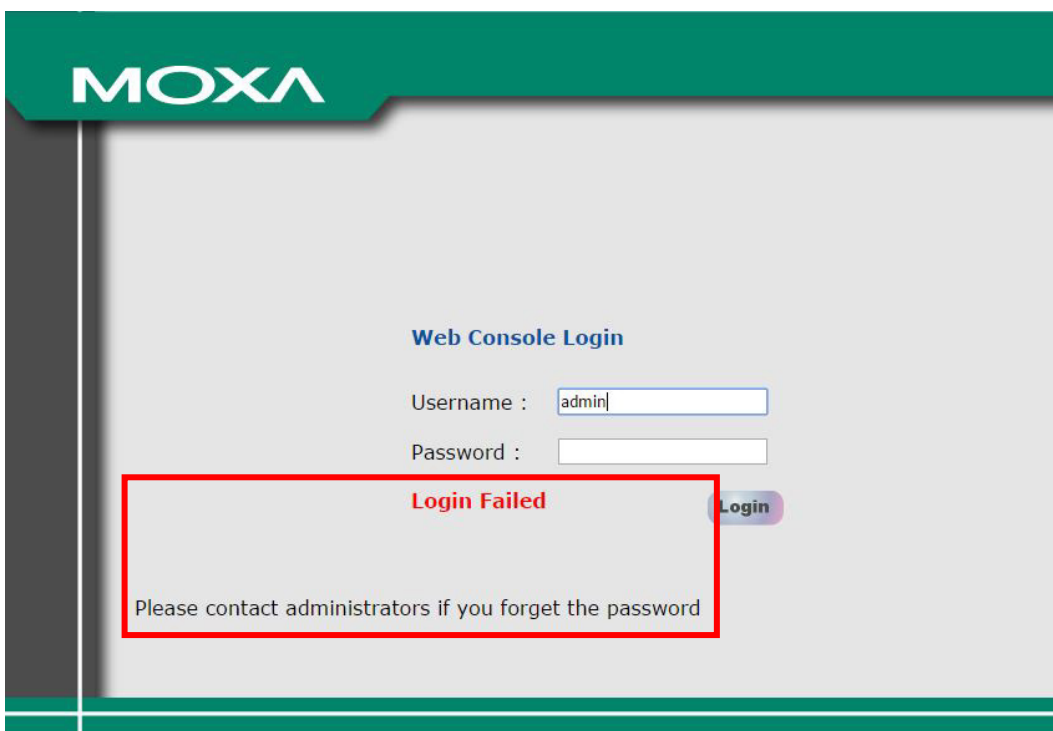 MOXA
Web Console Login
Username : admin
Password :
Login Failed
Login
Please contact administrators if you forget the password